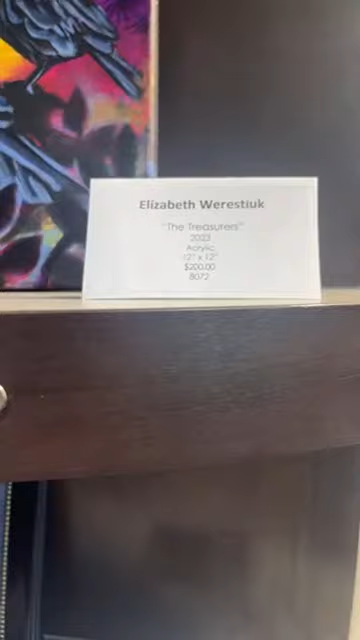 Elizabeth Werestiuk
"The Treasurers"
2023
Acrylic
12" x 12"
$200.00
8072